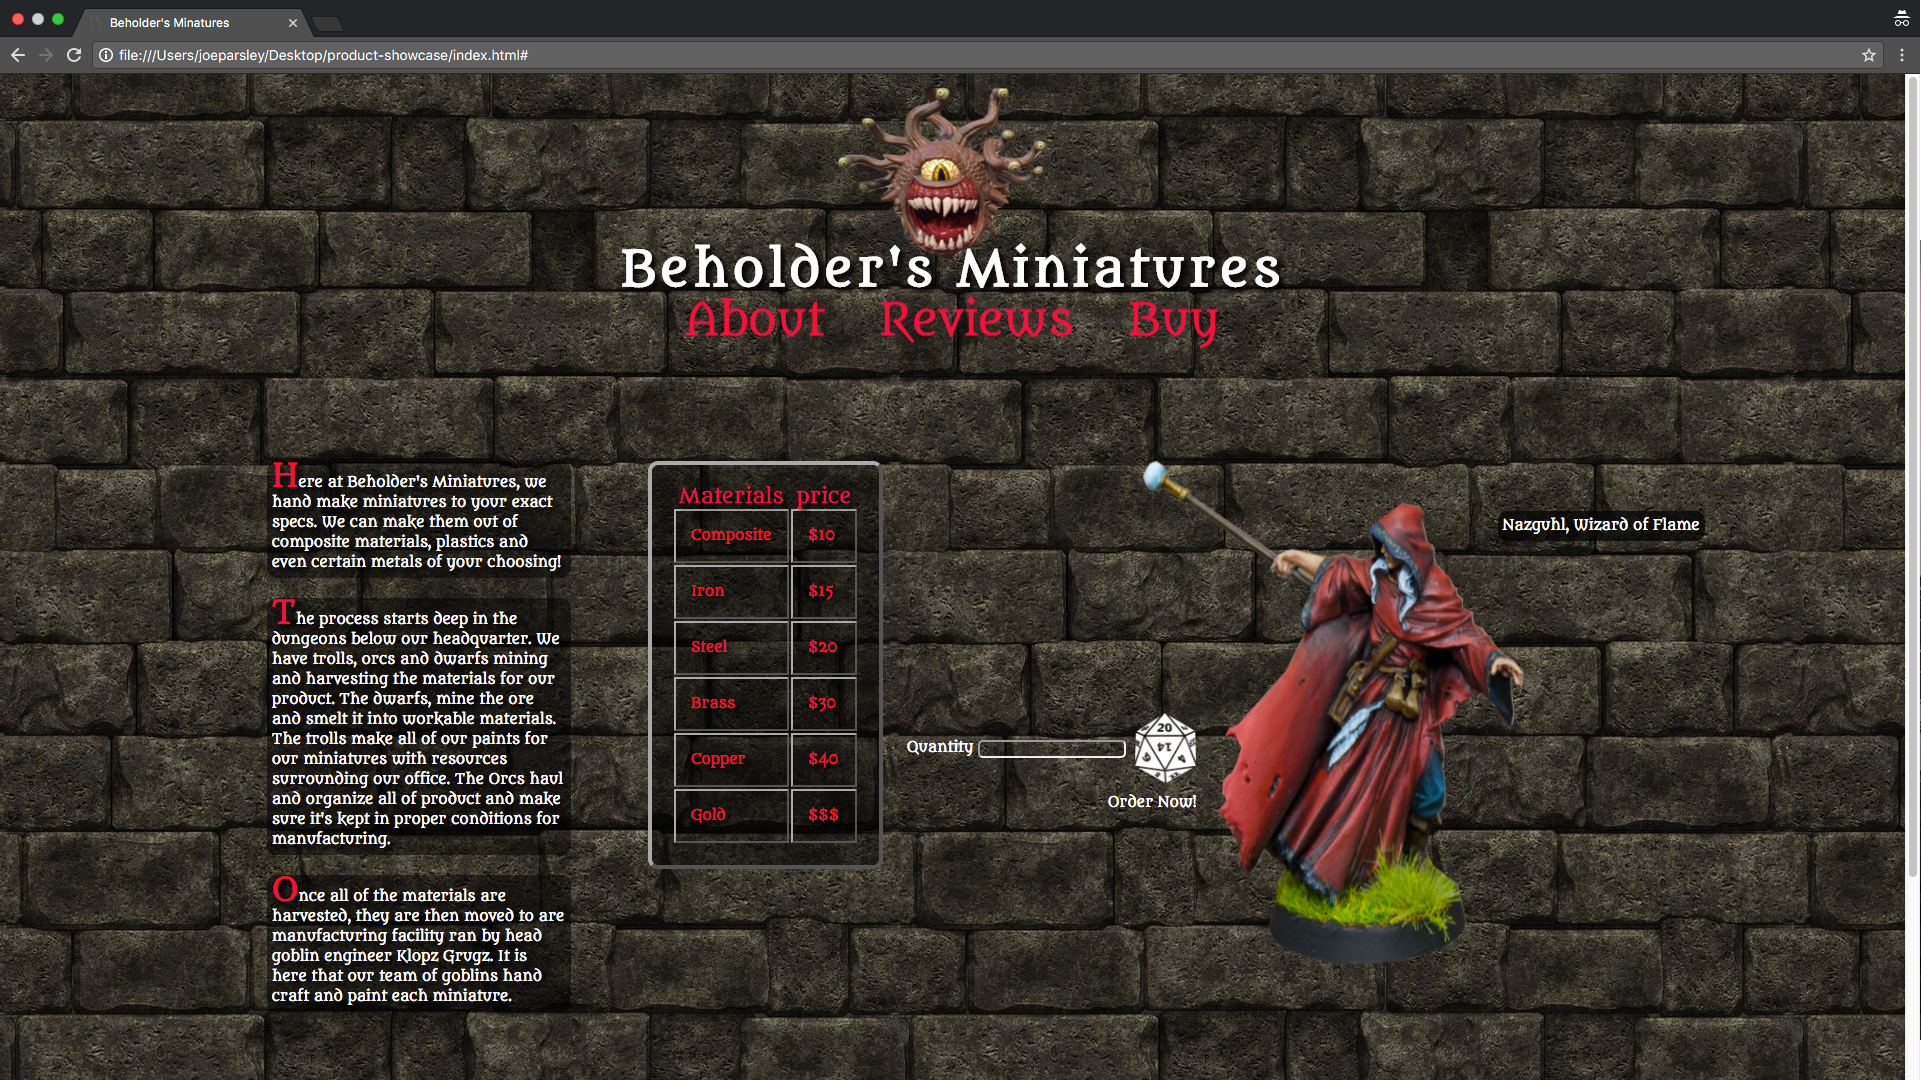 Beholder's Minatures
file:///Users/joeparsley/Desktop/product-showcase/index.html#
Beholder's Miniatures
About Reviews Buy
Here at Beholder's Miniatures, we
hand make miniatures to your exact
specs. We can make them out of
composite materials, plastics and
even certain metals of your choosing!
The process starts deep in the
dungeons below our headquarter. We
have trolls, orcs and dwarfs mining
and harvesting the materials for our
product. The dwarfs, mine the ore
and smelt it into workable materials.
The trolls make all of our paints for
our miniatures with resources
surrounding our office. The Orcs haul
and organize all of product and make
sure it's kept in proper conditions for
manufacturing.
Once all of the materials are
harvested, they are then moved to are
manufacturing facility ran by head
goblin engineer Klopz Grugz. It is
here that our team of goblins hand
craft and paint each miniature.
Materials price
Composite $10
Iron $15
Steel $20
Brass $30
Copper $40
Gold $$$
Quantity
20
14
Order Now!
Nazguhl, Wizard of Flame